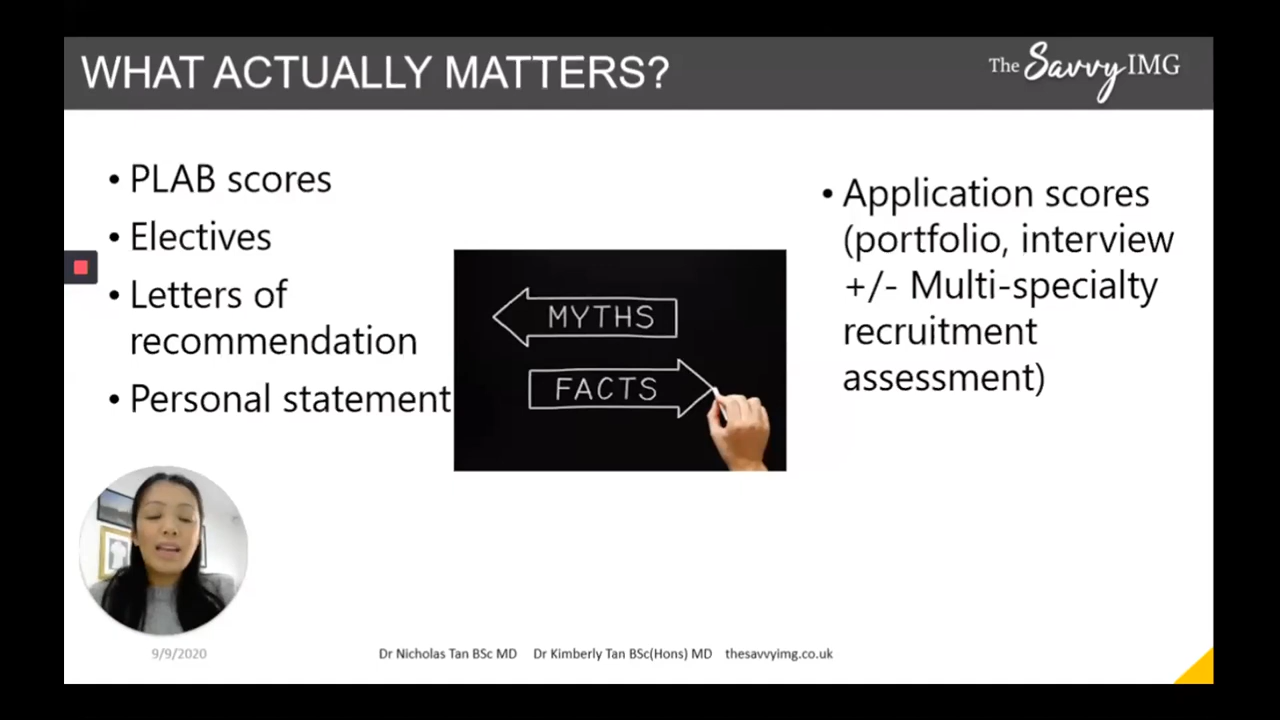 WHAT ACTUALLY MATTERS?
The Savvy IMG
• PLAB scores
• Electives
• Letters of
recommendation
• Personal statement
MYTHS
FACTS
• Application scores
(portfolio, interview
+/- Multi-specialty
recruitment
assessment)
9/9/2020
Dr Nicholas Tan BSc MD Dr Kimberly Tan BSc(Hons) MD thesavvyimg.co.uk